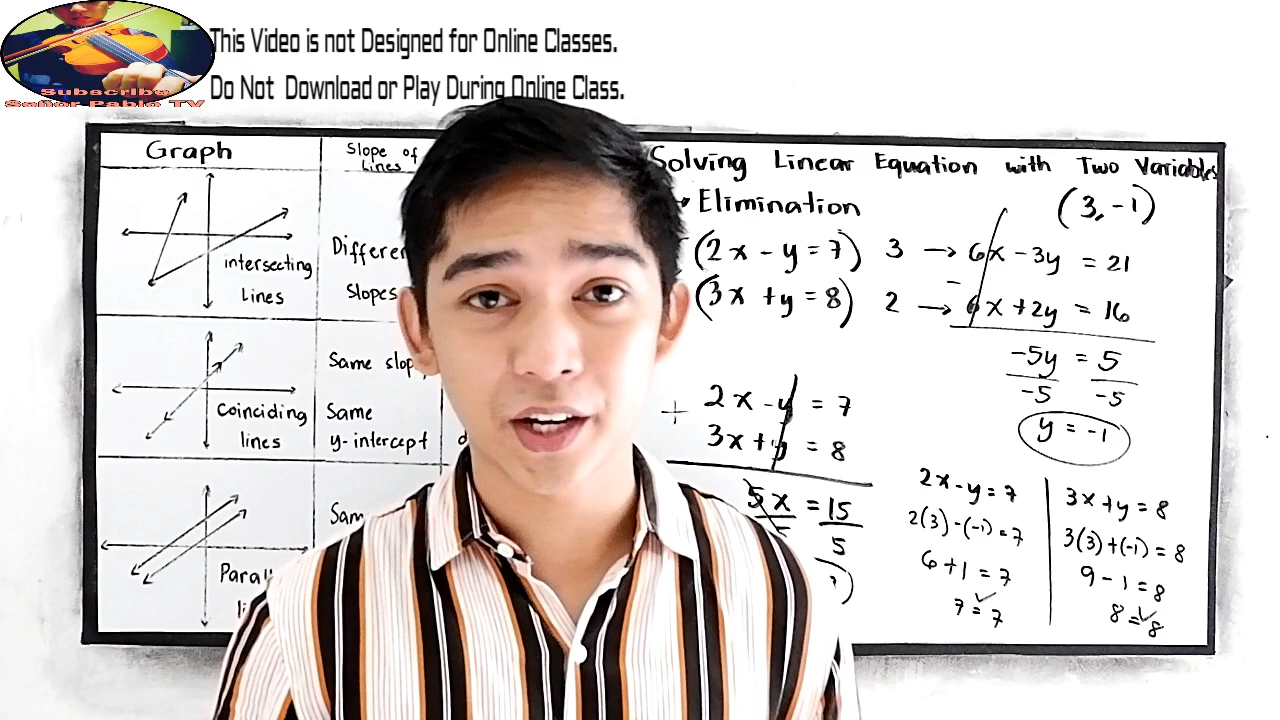 This Video is not Designed for Online Classes.
Do Not Download or Play During Online Class.
Subscribe
Señor Pablo TV
Graph
Slope of
Lines
intersecting
Lines
Slopes
Coinciding
lines
Same
Same
y-intercept
Solving Linear Equation with Two Variables
Elimination
(3, -1)
(2x - y = 7) 3 → 6x - 3y = 21
(3x + y = 8) 2 → 6x + 2y = 16
-
-5y = 5
-5 -5
y = -1
+ 2x - y = 7
3x + y = 8
5x = 15
5
2x - y = 7
2(3) - (-1) = 7
6 + 1 = 7
7 = 7
3x + y = 8
3(3) + (-1) = 8
9 - 1 = 8
8 = 8